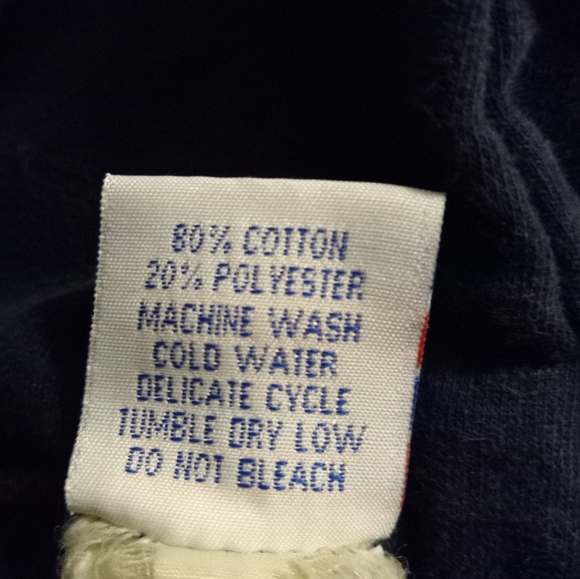 80% COTTON
20% POLYESTER
MACHINE WASH
COLD WATER
DELICATE CYCLE
TUMBLE DRY LOW
DO NOT BLEACH